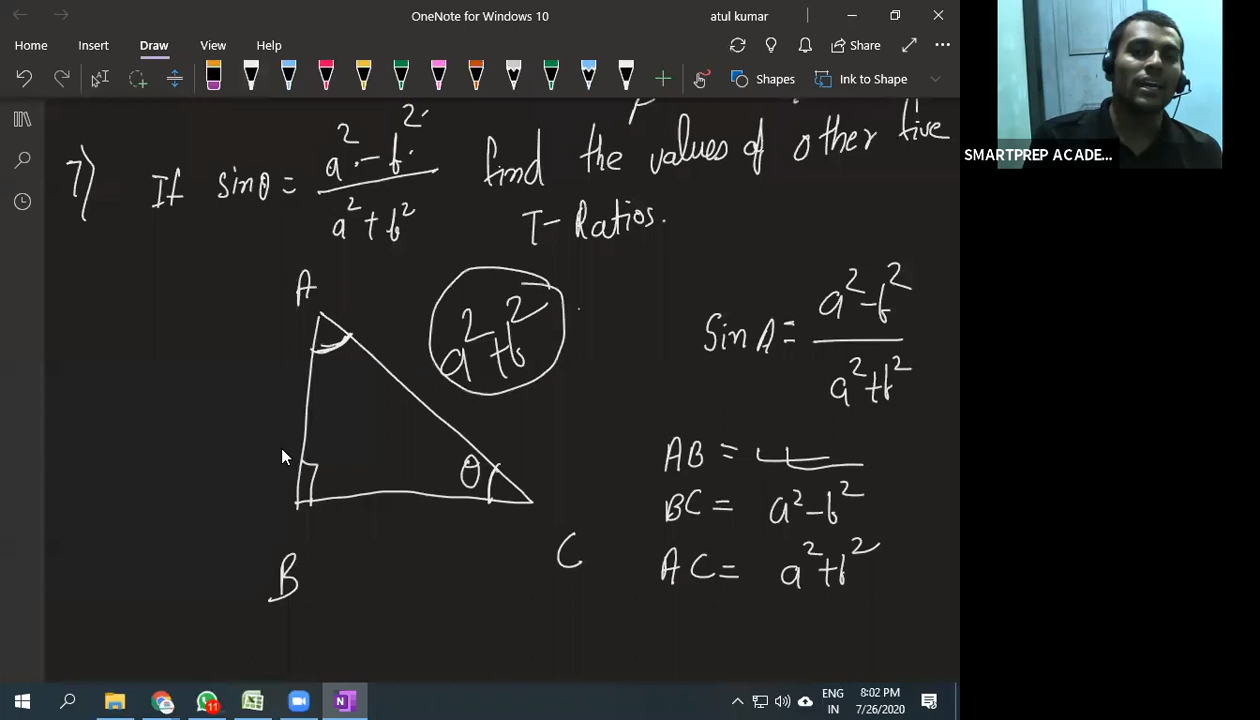 OneNote for Windows 10
atul kumar
Home Insert Draw View Help
Share
Shapes
Ink to Shape
7) If sinθ = a² - b² / a² + b² find the values of other five
T-Ratios.
A
a²+b²
θ
B
C
Sin A = a²-b² / a²+b²
AB =
BC = a²-b²
AC = a²+b²
SMARTPREP ACADE...
11
ENG
IN
8:02 PM
7/26/2020